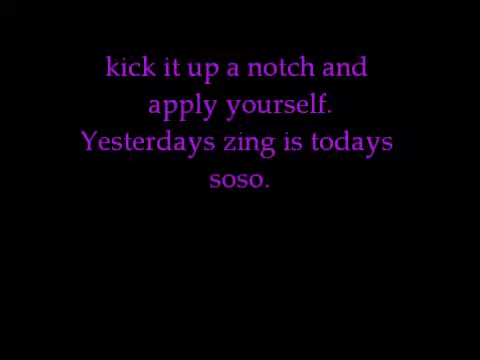 kick it up a notch and
apply yourself.
Yesterdays zing is todays
soso.